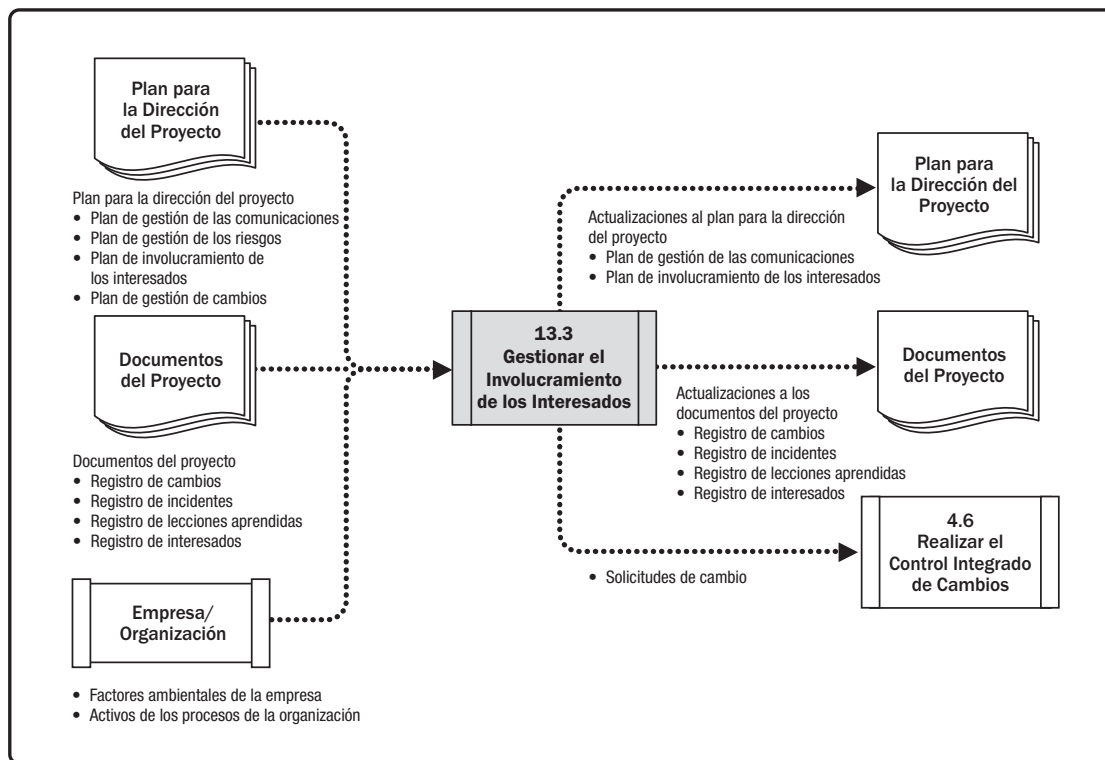 Plan para
la Dirección
del Proyecto
Plan para la dirección del proyecto
• Plan de gestión de las comunicaciones
• Plan de gestión de los riesgos
• Plan de involucramiento de
los interesados
• Plan de gestión de cambios
Documentos
del Proyecto
Documentos del proyecto
• Registro de cambios
• Registro de incidentes
• Registro de lecciones aprendidas
• Registro de interesados
Empresa/
Organización
• Factores ambientales de la empresa
• Activos de los procesos de la organización
13.3
Gestionar el
Involucramiento
de los Interesados
Actualizaciones al plan para la dirección
del proyecto
• Plan de gestión de las comunicaciones
• Plan de involucramiento de los interesados
Plan para
la Dirección del
Proyecto
Actualizaciones a los
documentos del proyecto
• Registro de cambios
• Registro de incidentes
• Registro de lecciones aprendidas
• Registro de interesados
Documentos
del Proyecto
• Solicitudes de cambio
4.6
Realizar el
Control Integrado
de Cambios